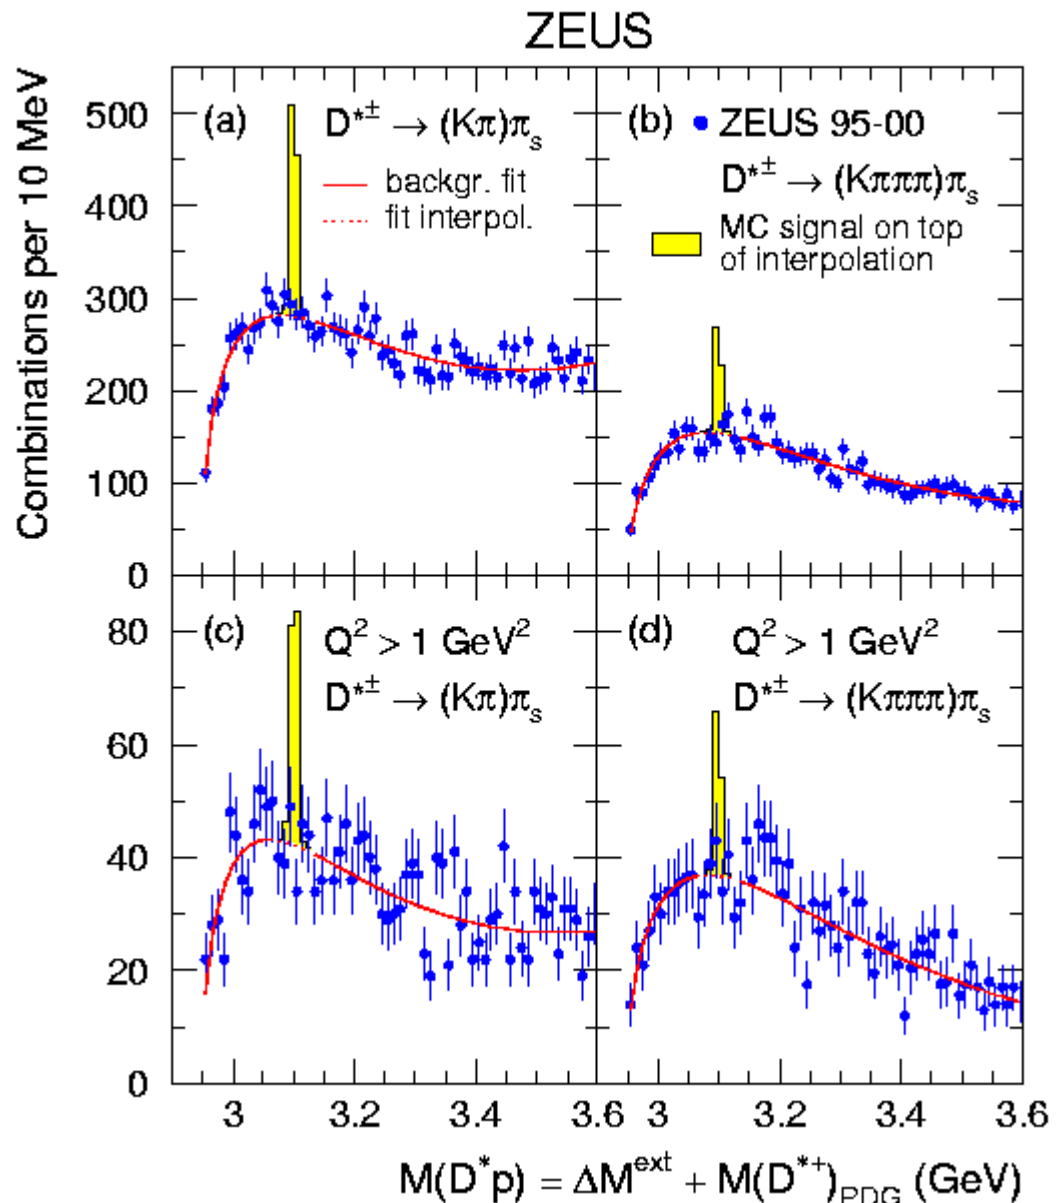 ZEUS
Combinations per 10 MeV
500
400
300
200
100
0
(a) D*± → (Kπ)πs
backgr. fit
fit interpol.
(b) ZEUS 95-00
D*± → (Kπππ)πs
MC signal on top
of interpolation
80
60
40
20
0
(c) Q² > 1 GeV²
D*± → (Kπ)πs
(d) Q² > 1 GeV²
D*± → (Kπππ)πs
3 3.2 3.4 3.6 3 3.2 3.4 3.6
M(D*p) = ΔM^ext + M(D*+)PDG (GeV)